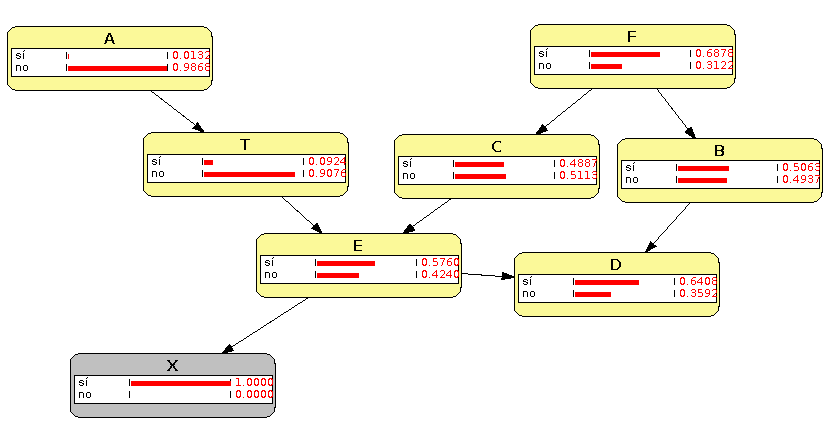 A
sí 0.0132
no 0.9868
F
sí 0.6878
no 0.3122
T
sí 0.0924
no 0.9076
C
sí 0.4887
no 0.5113
B
sí 0.5063
no 0.4937
E
sí 0.5760
no 0.4240
D
sí 0.6408
no 0.3592
X
sí 1.0000
no 0.0000